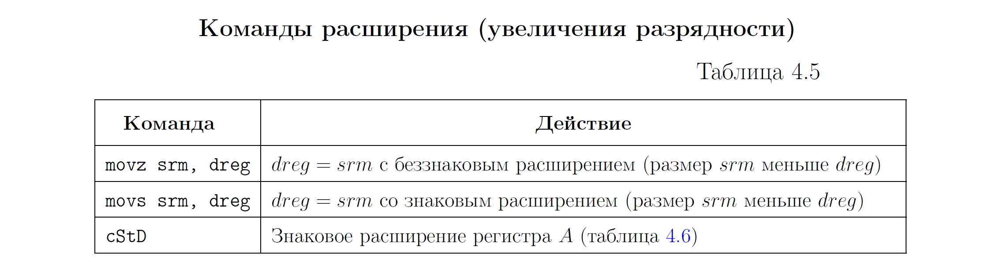 Команды расширения (увеличения разрядности)
Таблица 4.5
Команда Действие
movz srm, dreg dreg = srm с беззнаковым расширением (размер srm меньше dreg)
movs srm, dreg dreg = srm со знаковым расширением (размер srm меньше dreg)
cStD Знаковое расширение регистра A (таблица 4.6)